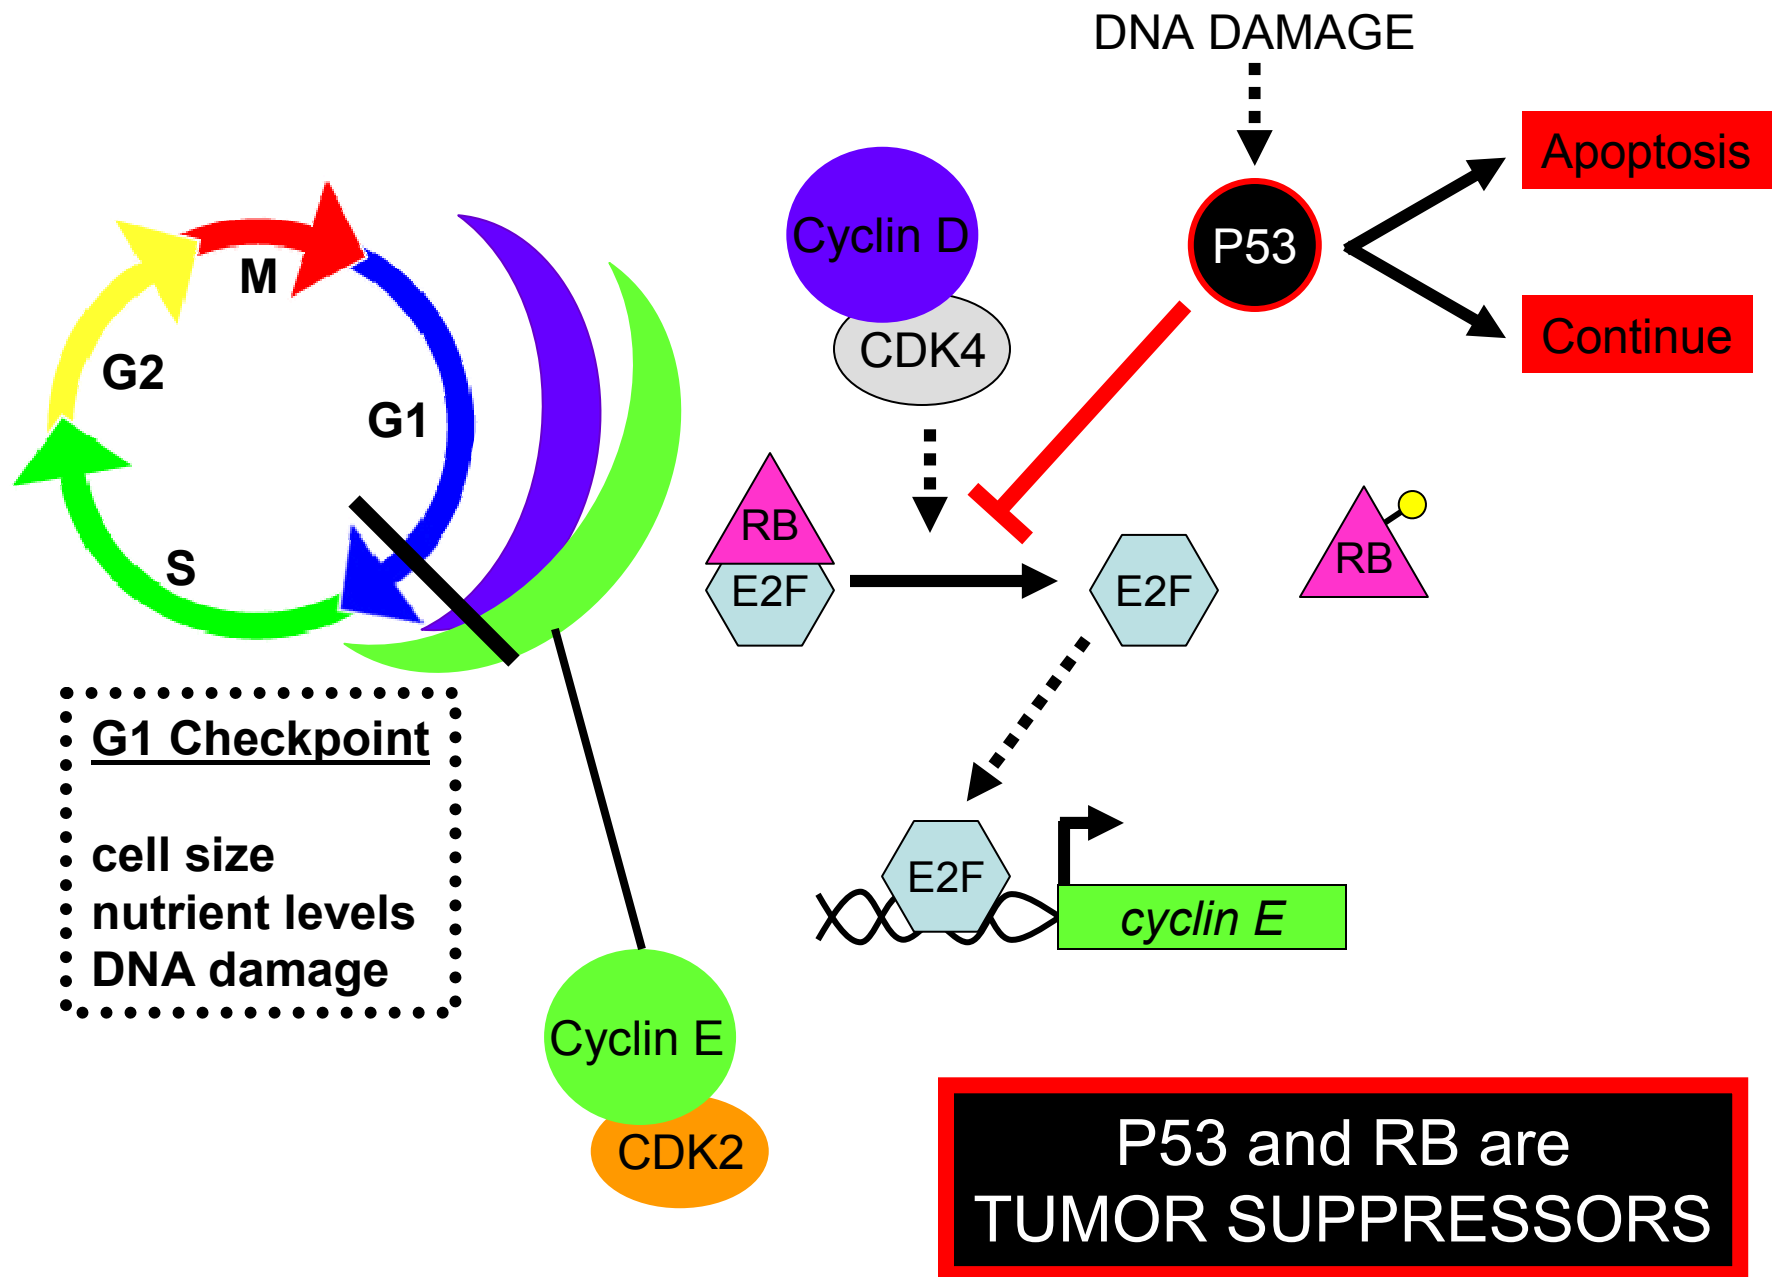 DNA DAMAGE
Apoptosis
Cyclin D
P53
M
Continue
CDK4
G2
G1
RB
RB
S
E2F
E2F
G1 Checkpoint
cell size
nutrient levels
DNA damage
E2F
cyclin E
Cyclin E
CDK2
P53 and RB are
TUMOR SUPPRESSORS